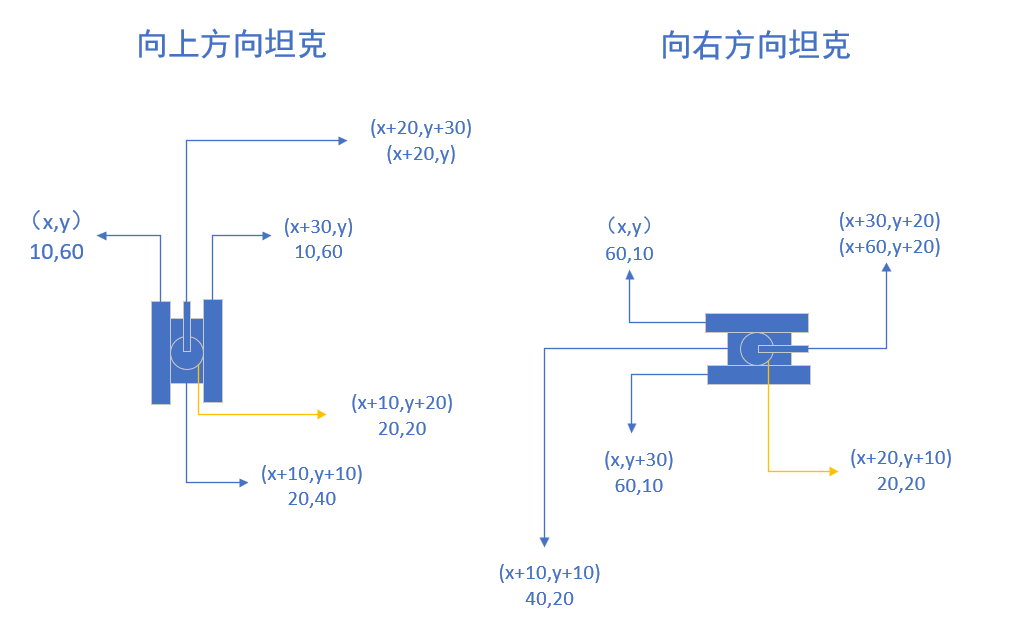 向上方向坦克
(x+20,y+30)
(x+20,y)
（x,y）
10,60
(x+30,y)
10,60
(x+10,y+20)
20,20
(x+10,y+10)
20,40
向右方向坦克
（x,y）
60,10
(x+30,y+20)
(x+60,y+20)
(x,y+30)
60,10
(x+20,y+10)
20,20
(x+10,y+10)
40,20